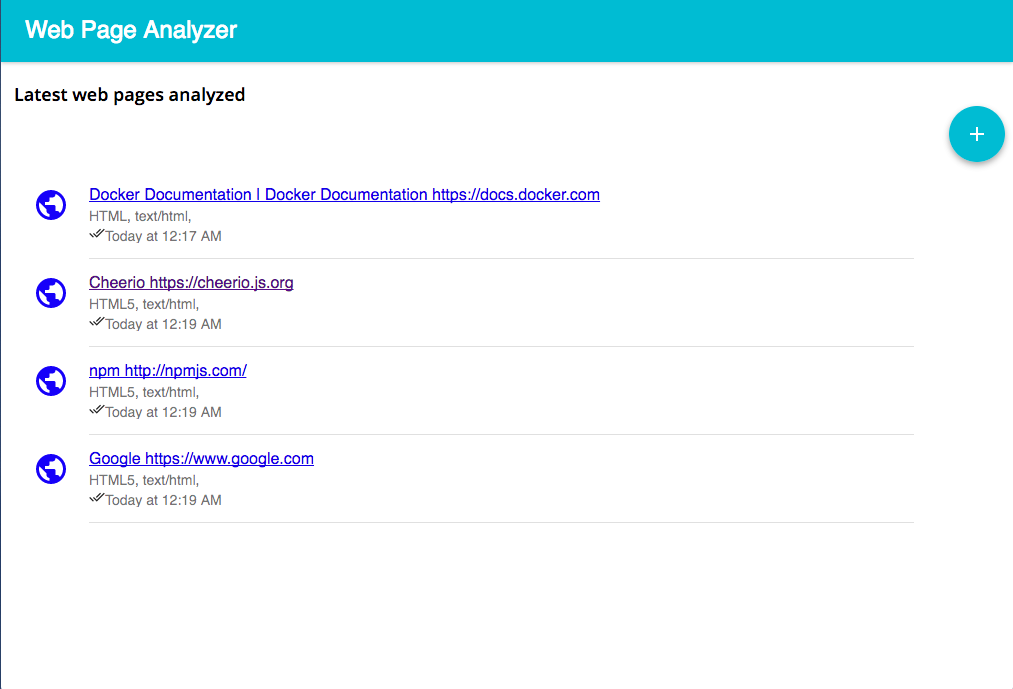 Web Page Analyzer
Latest web pages analyzed
+
Docker Documentation | Docker Documentation https://docs.docker.com
HTML, text/html,
Today at 12:17 AM
Cheerio https://cheerio.js.org
HTML5, text/html,
Today at 12:19 AM
npm http://npmjs.com/
HTML5, text/html,
Today at 12:19 AM
Google https://www.google.com
HTML5, text/html,
Today at 12:19 AM